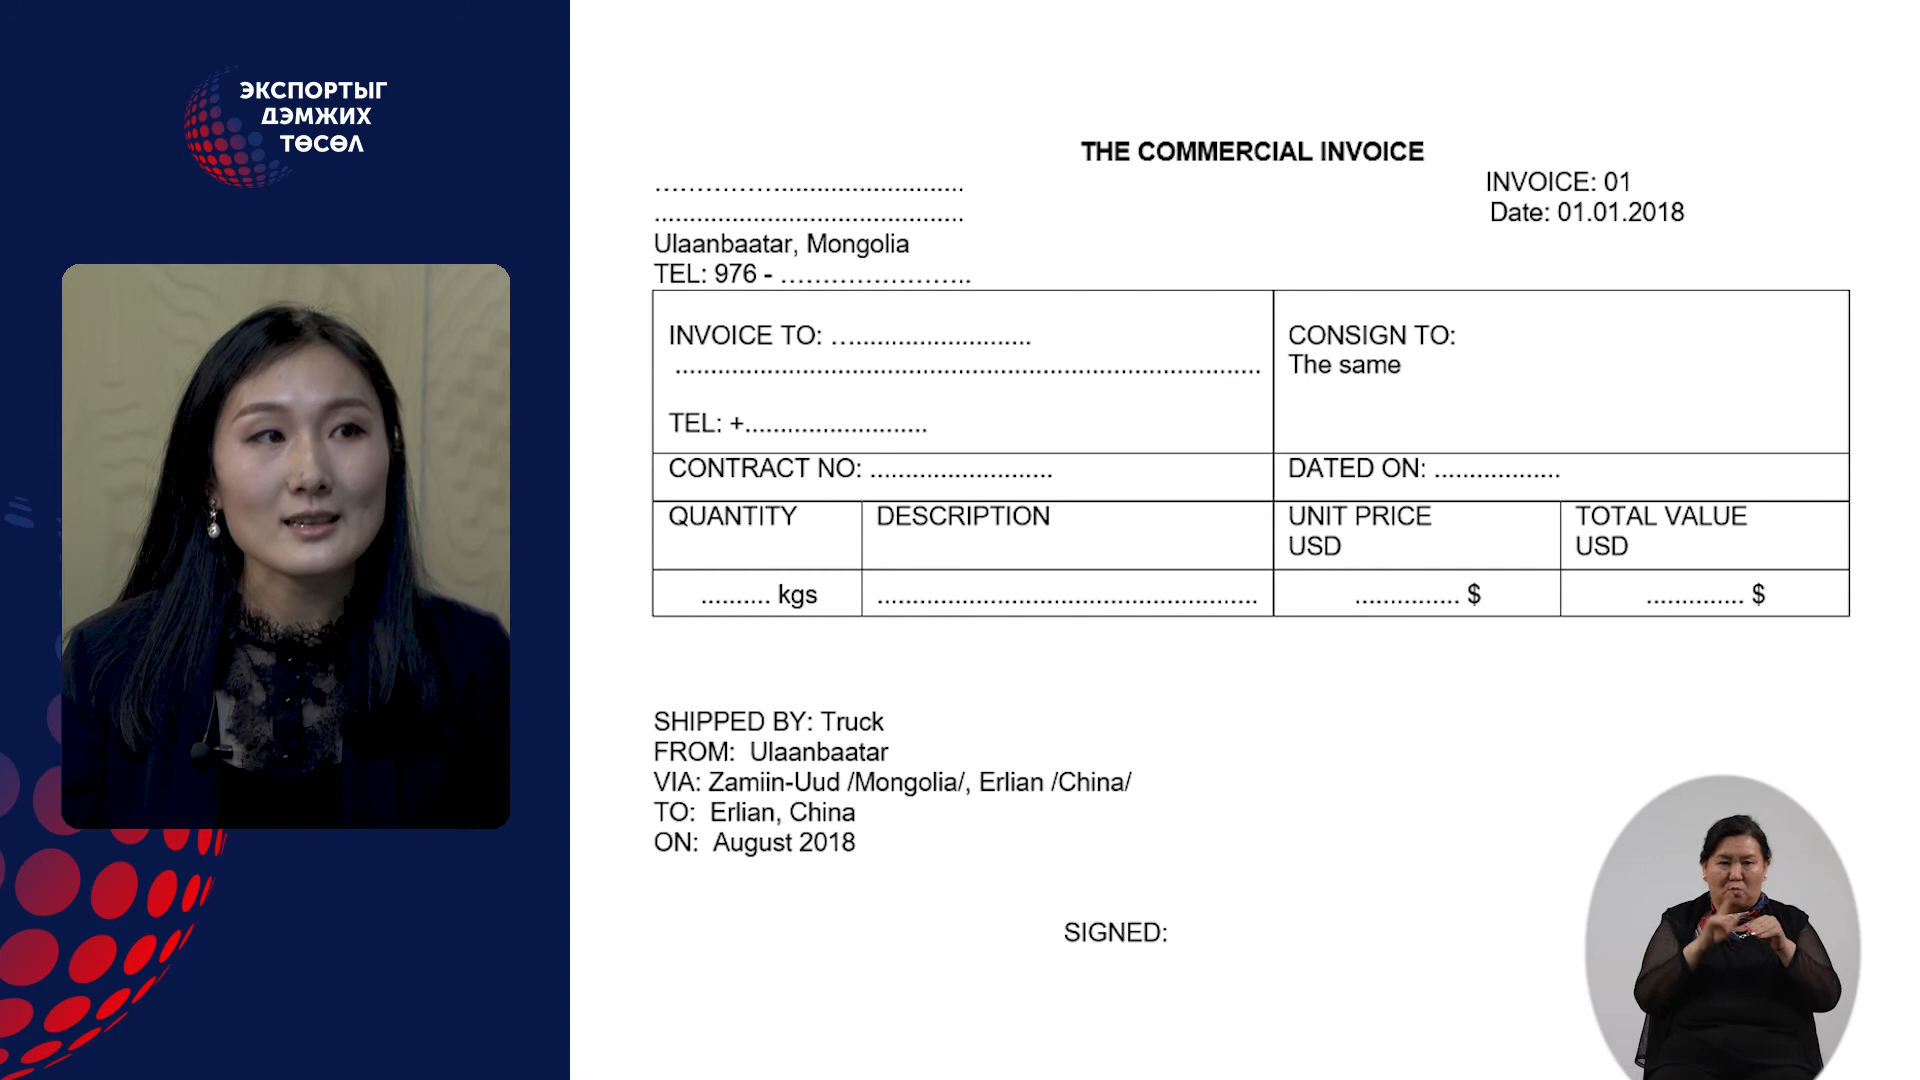 ЭКСПОРТЫГ
ДЭМЖИХ
ТӨСӨЛ
THE COMMERCIAL INVOICE
.......................................... INVOICE: 01
.......................................... Date: 01.01.2018
Ulaanbaatar, Mongolia
TEL: 976 - ........................
INVOICE TO: ............................ CONSIGN TO:
.................................................................................. The same
TEL: +.........................
CONTRACT NO: ......................... DATED ON: ..................
QUANTITY DESCRIPTION UNIT PRICE TOTAL VALUE
USD USD
.......... kgs ..................................................... ............... $ .............. $
SHIPPED BY: Truck
FROM: Ulaanbaatar
VIA: Zamiin-Uud /Mongolia/, Erlian /China/
TO: Erlian, China
ON: August 2018
SIGNED: